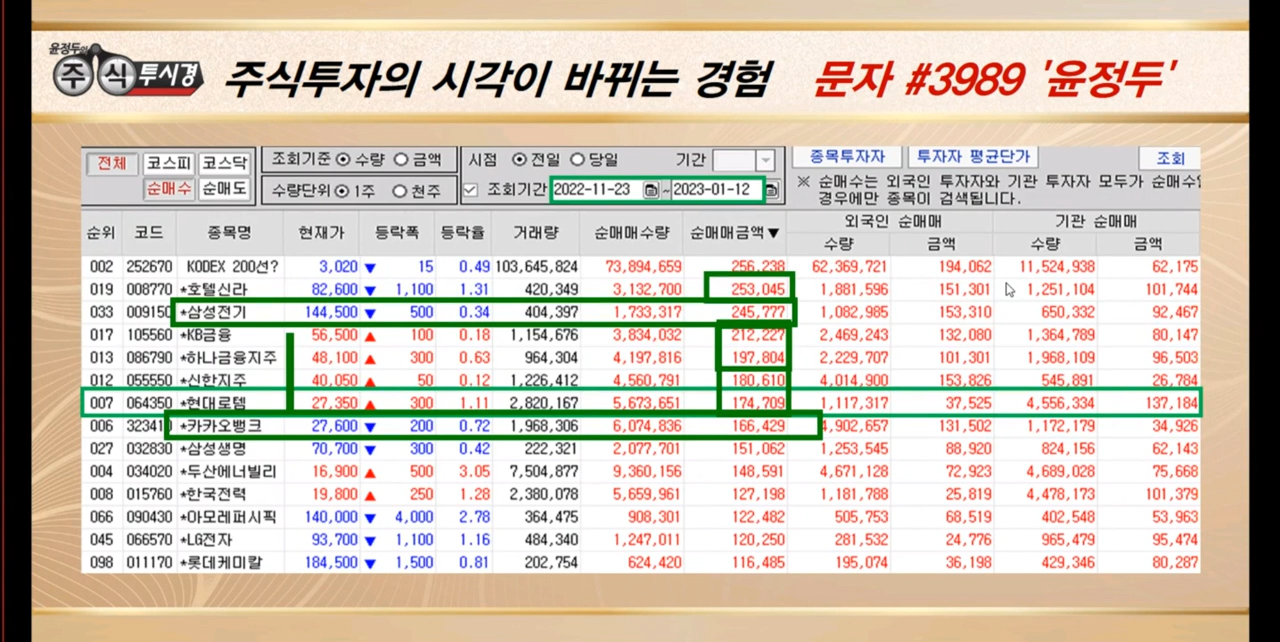 윤정두의
주식투시경
주식투자의 시각이 바뀌는 경험 문자 #3989 '윤정두'
전체 코스피 코스닥 조회기준 수량 금액 시점 전일 당일 기간 종목투자자 투자자 평균단가 조회
순매수 순매도 수량단위 1주 천주 조회기간 2022-11-23 ~ 2023-01-12 ※ 순매수는 외국인 투자자와 기관 투자자 모두가 순매수
경우에만 종목이 검색됩니다.
순위 코드 종목명 현재가 등락폭 등락율 거래량 순매매수량 순매매금액▼ 외국인 순매매 기관 순매매
수량 금액 수량 금액
002 252670 KODEX 200선? 3,020 ▼ 15 0.49 103,645,824 73,894,659 256,238 62,369,721 194,062 11,524,938 62,175
019 008770 *호텔신라 82,600 ▼ 1,100 1.31 420,349 3,132,700 253,045 1,881,596 151,301 1,251,104 101,744
033 009150 *삼성전기 144,500 ▼ 500 0.34 404,397 1,733,317 245,777 1,082,985 153,310 650,332 92,467
017 105560 *KB금융 56,500 ▲ 100 0.18 1,154,676 3,834,032 212,227 2,469,243 132,080 1,364,789 80,147
013 086790 *하나금융지주 48,100 ▲ 300 0.63 964,304 4,197,816 197,804 2,229,707 101,301 1,968,109 96,503
012 055550 *신한지주 40,050 ▲ 50 0.12 1,226,412 4,560,791 180,610 4,014,900 153,826 545,891 26,784
007 064350 *현대로템 27,350 ▲ 300 1.11 2,820,167 5,673,651 174,709 1,117,317 37,525 4,556,334 137,184
006 32341 *카카오뱅크 27,600 ▼ 200 0.72 1,968,306 6,074,836 166,429 4,902,657 131,502 1,172,179 34,926
027 032830 *삼성생명 70,700 ▼ 300 0.42 222,321 2,077,701 151,062 1,253,545 88,920 824,156 62,143
004 034020 *두산에너빌리 16,900 ▲ 500 3.05 7,504,877 9,360,156 148,591 4,671,128 72,923 4,689,028 75,668
008 015760 *한국전력 19,800 ▲ 250 1.28 2,380,078 5,659,961 127,198 1,181,788 25,819 4,478,173 101,379
066 090430 *아모레퍼시픽 140,000 ▼ 4,000 2.78 364,475 908,301 122,482 505,753 68,519 402,548 53,963
045 066570 *LG전자 93,700 ▼ 1,100 1.16 484,340 1,247,011 120,250 281,532 24,776 965,479 95,474
098 011170 *롯데케미칼 184,500 ▼ 1,500 0.81 202,754 624,420 116,485 195,074 36,198 429,346 80,287